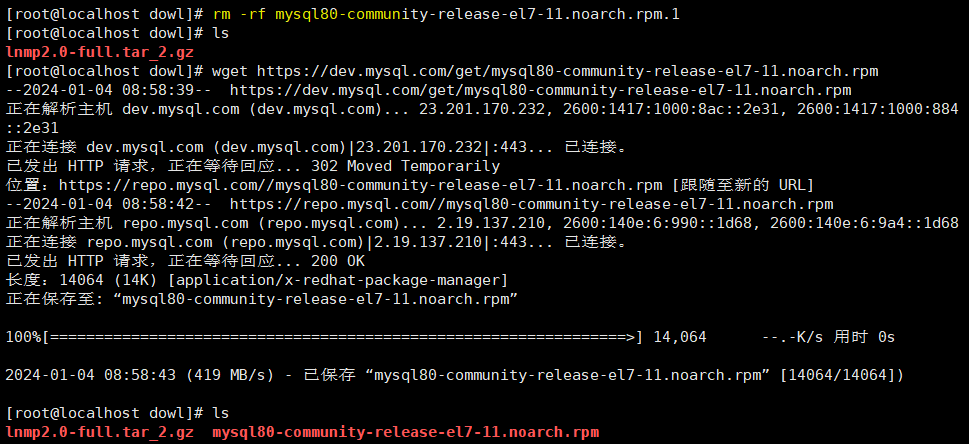 [root@localhost dowl]# rm -rf mysql80-community-release-el7-11.noarch.rpm.1
[root@localhost dowl]# ls
lnmp2.0-full.tar_2.gz
[root@localhost dowl]# wget https://dev.mysql.com/get/mysql80-community-release-el7-11.noarch.rpm
--2024-01-04 08:58:39--  https://dev.mysql.com/get/mysql80-community-release-el7-11.noarch.rpm
正在解析主机 dev.mysql.com (dev.mysql.com)... 23.201.170.232, 2600:1417:1000:8ac::2e31, 2600:1417:1000:884
::2e31
正在连接 dev.mysql.com (dev.mysql.com)|23.201.170.232|:443... 已连接。
已发出 HTTP 请求，正在等待回应... 302 Moved Temporarily
位置：https://repo.mysql.com//mysql80-community-release-el7-11.noarch.rpm [跟随至新的 URL]
--2024-01-04 08:58:42--  https://repo.mysql.com//mysql80-community-release-el7-11.noarch.rpm
正在解析主机 repo.mysql.com (repo.mysql.com)... 2.19.137.210, 2600:140e:6:990::1d68, 2600:140e:6:9a4::1d68
正在连接 repo.mysql.com (repo.mysql.com)|2.19.137.210|:443... 已连接。
已发出 HTTP 请求，正在等待回应... 200 OK
长度：14064 (14K) [application/x-redhat-package-manager]
正在保存至: “mysql80-community-release-el7-11.noarch.rpm”
100%[================================================================>] 14,064      --.-K/s 用时 0s
2024-01-04 08:58:43 (419 MB/s) - 已保存 “mysql80-community-release-el7-11.noarch.rpm” [14064/14064])
[root@localhost dowl]# ls
lnmp2.0-full.tar_2.gz  mysql80-community-release-el7-11.noarch.rpm